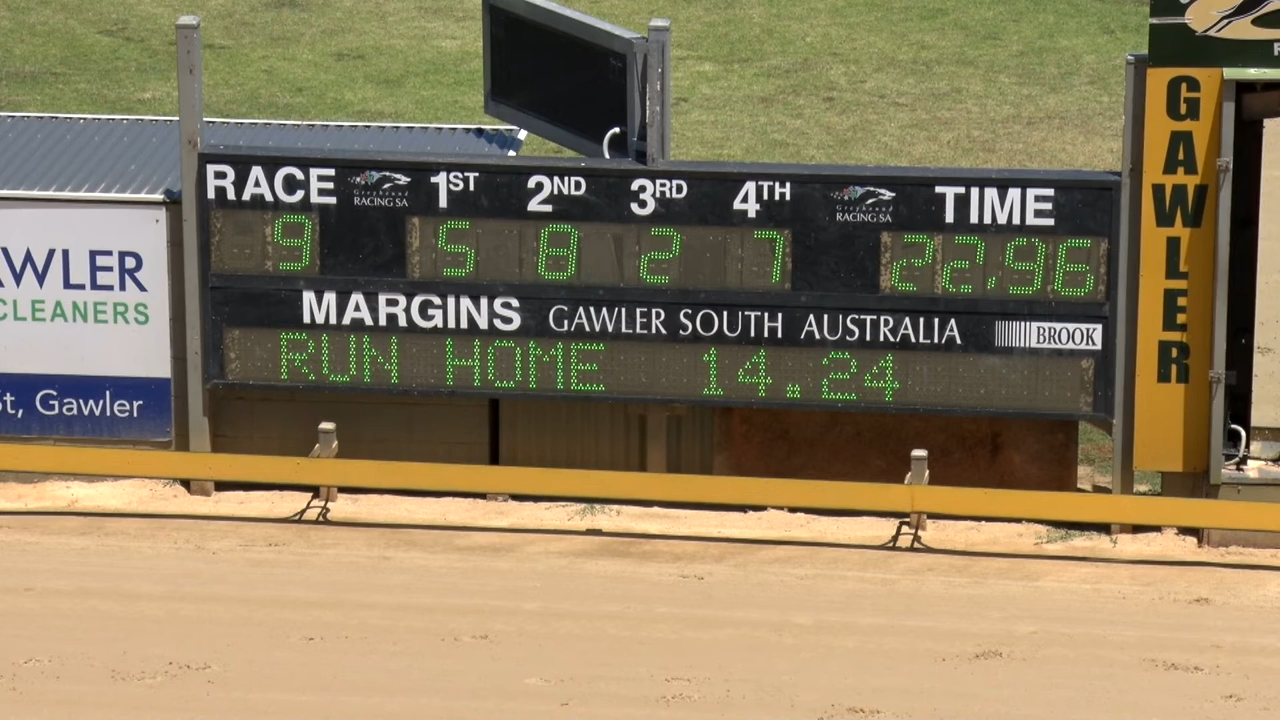 RACE Greyhound RACING SA 1ST 2ND 3RD 4TH Greyhound RACING SA TIME
9 5 8 2 7 22.96
MARGINS GAWLER SOUTH AUSTRALIA BROOK
RUN HOME 14.24
AWLER
CLEANERS
St, Gawler
GAWLER